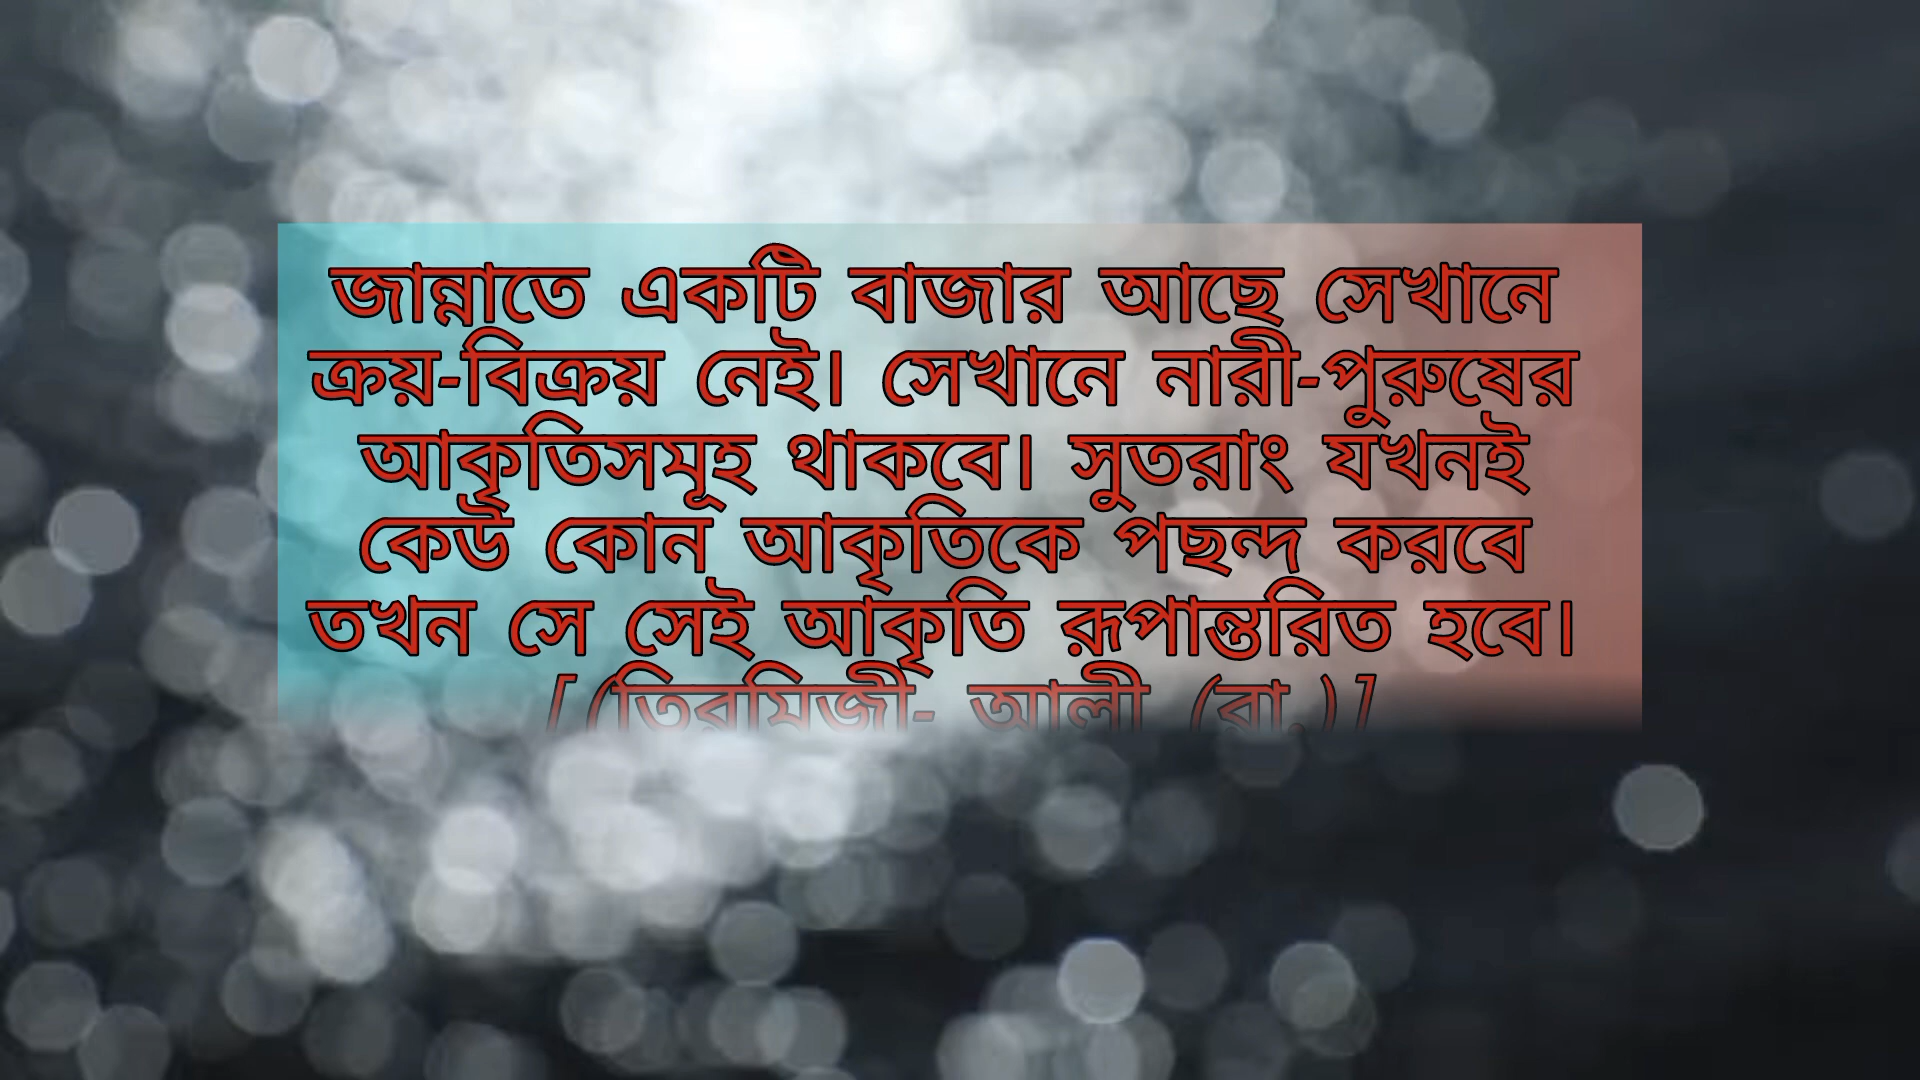 জান্নাতে একটি বাজার আছে সেখানে
ক্রয়-বিক্রয় নেই। সেখানে নারী-পুরুষের
আকৃতিসমূহ থাকবে। সুতরাং যখনই
কেউ কোন আকৃতিকে পছন্দ করবে
তখন সে সেই আকৃতি রূপান্তরিত হবে।
[(তিরমিজী- আলী (রা.)]